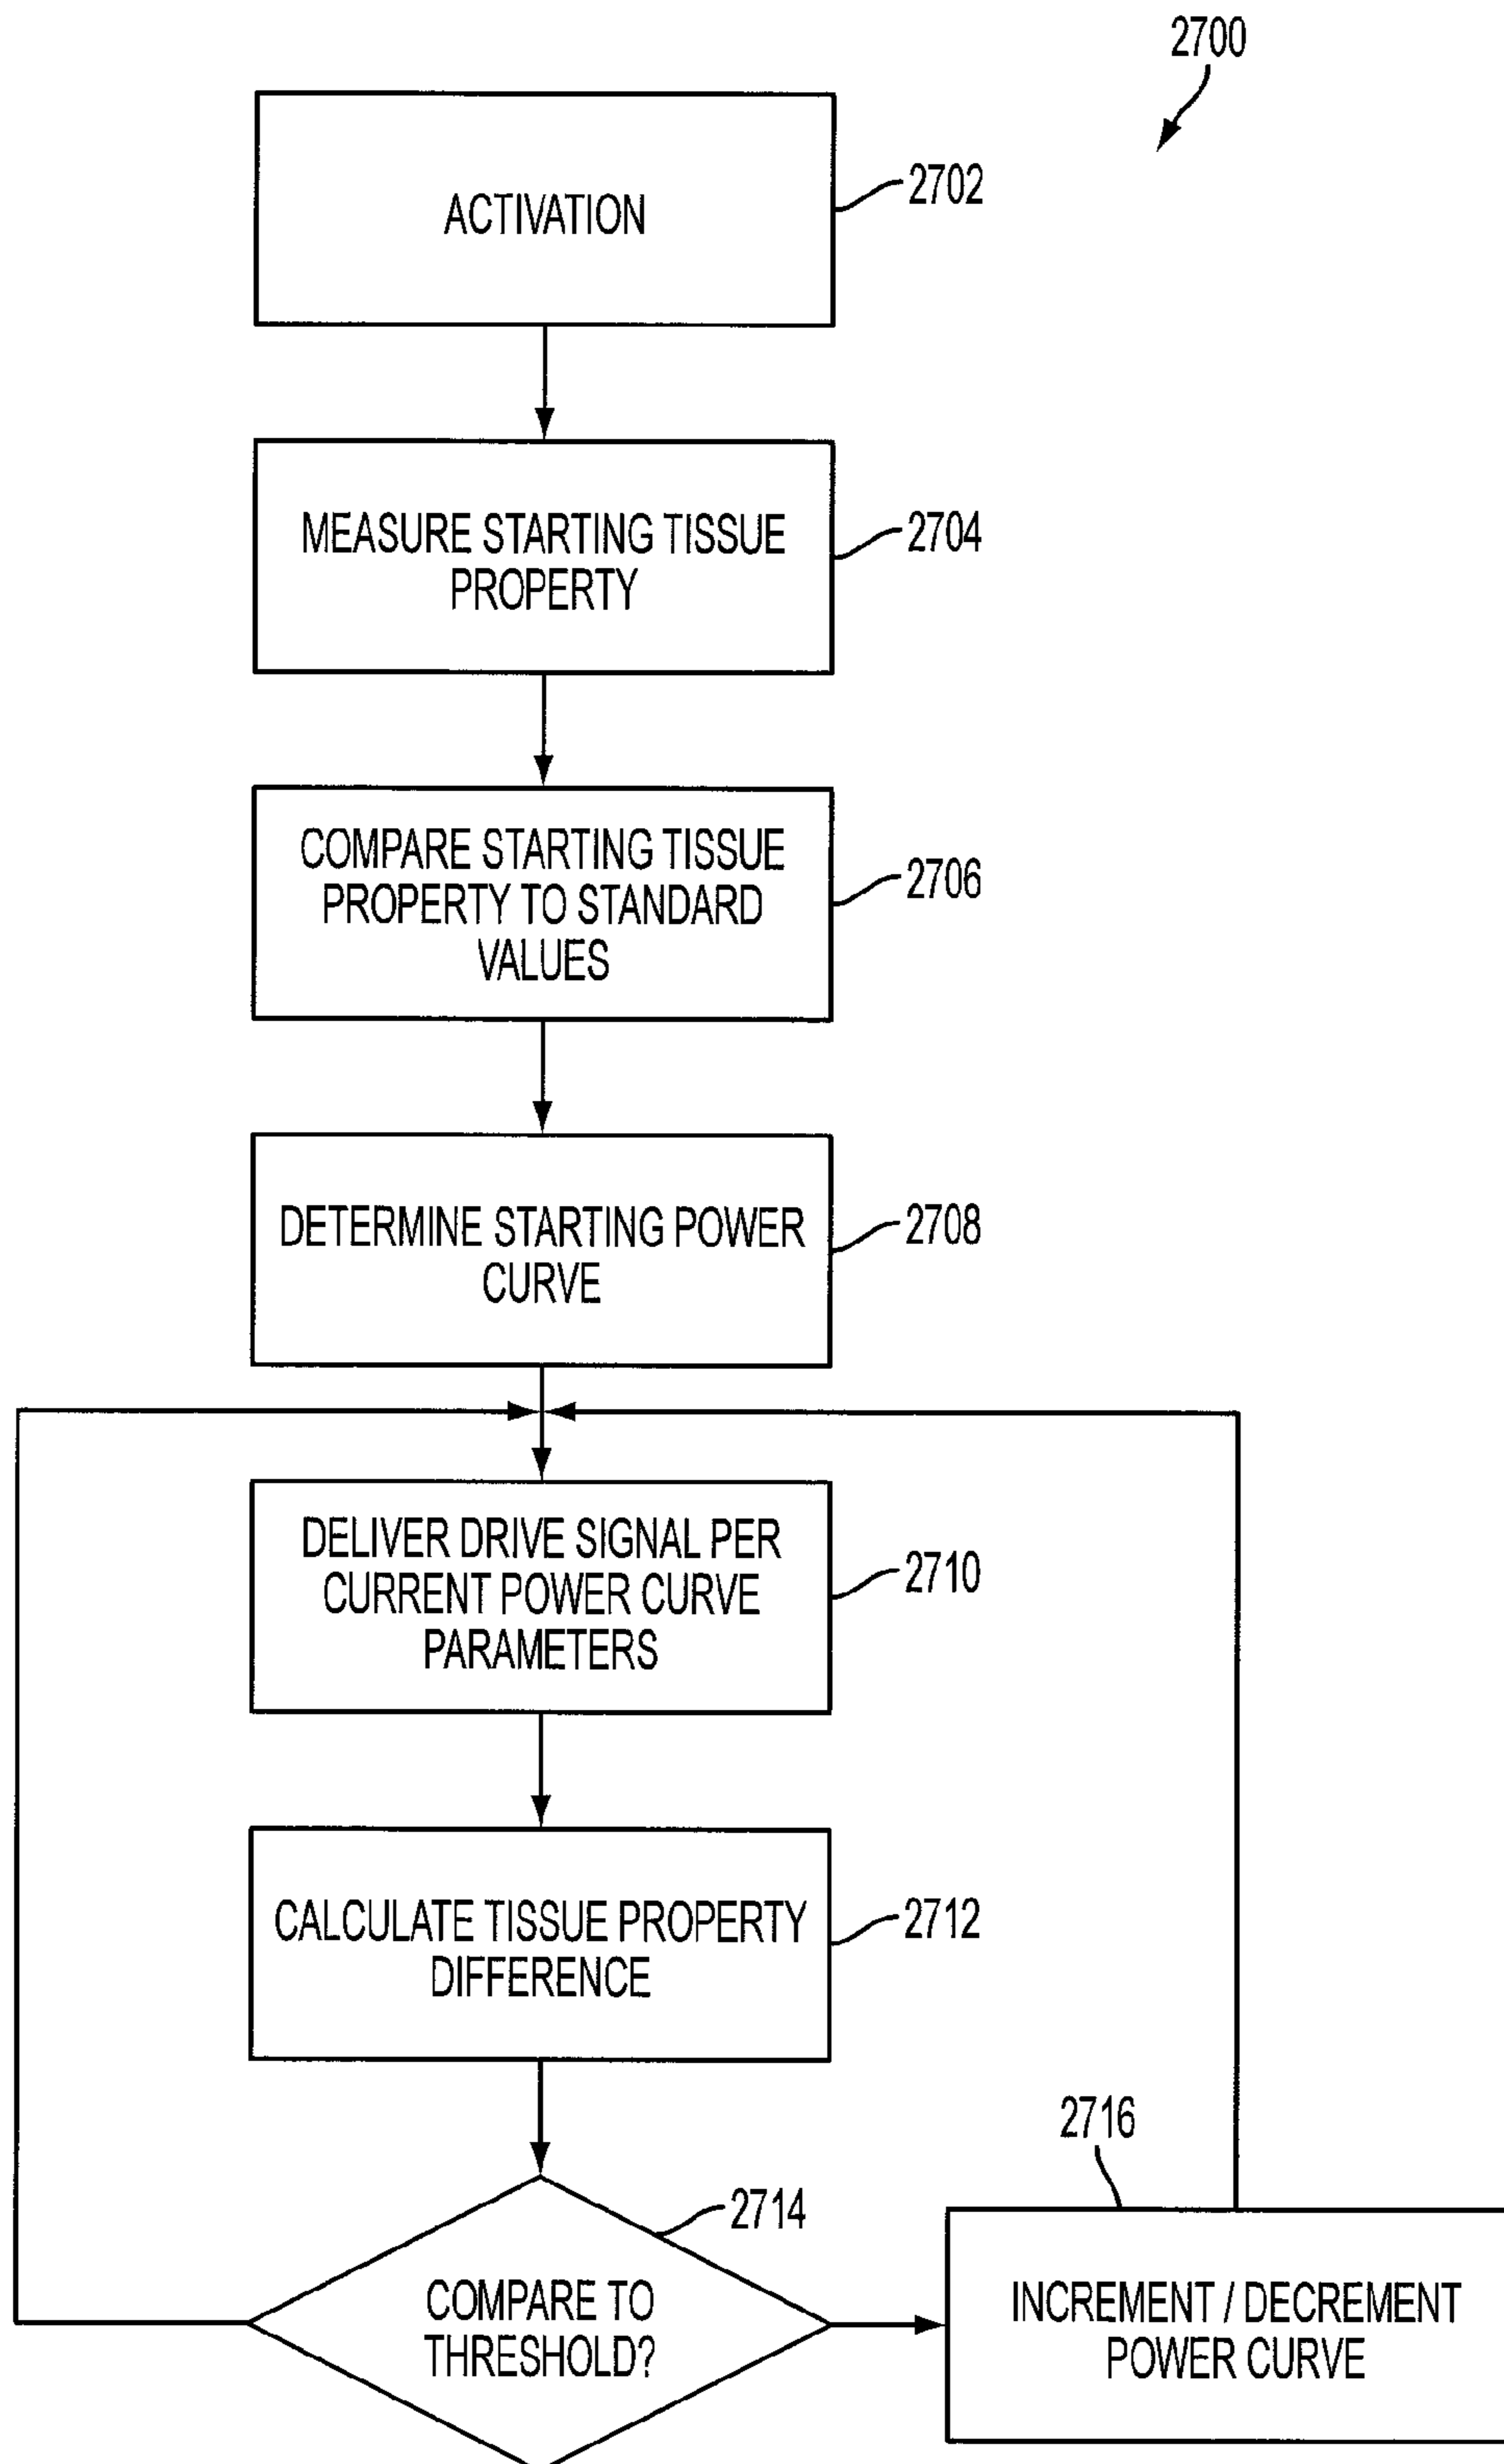 2700
ACTIVATION
2702
MEASURE STARTING TISSUE
PROPERTY
2704
COMPARE STARTING TISSUE
PROPERTY TO STANDARD
VALUES
2706
DETERMINE STARTING POWER
CURVE
2708
DELIVER DRIVE SIGNAL PER
CURRENT POWER CURVE
PARAMETERS
2710
CALCULATE TISSUE PROPERTY
DIFFERENCE
2712
2714
COMPARE TO
THRESHOLD?
2716
INCREMENT / DECREMENT
POWER CURVE